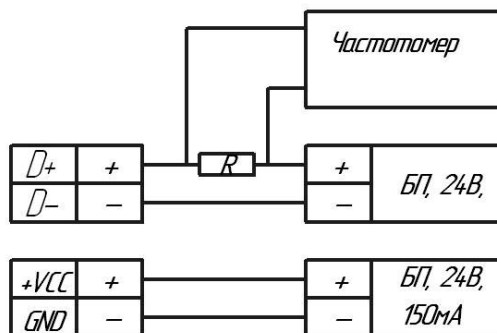 Частотомер
D+ + R + БП, 24В,
D- - -
+VCC + + БП, 24В,
GND - - 150мА